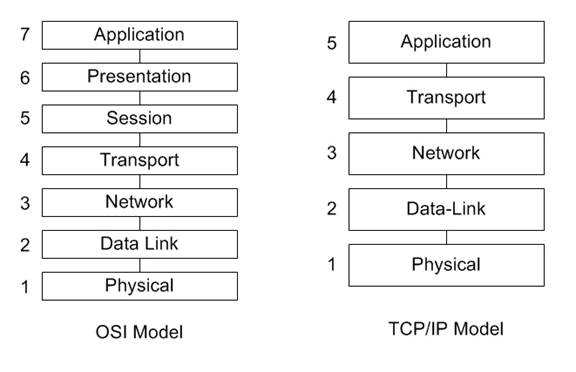 7 Application
6 Presentation
5 Session
4 Transport
3 Network
2 Data Link
1 Physical
OSI Model
5 Application
4 Transport
3 Network
2 Data-Link
1 Physical
TCP/IP Model